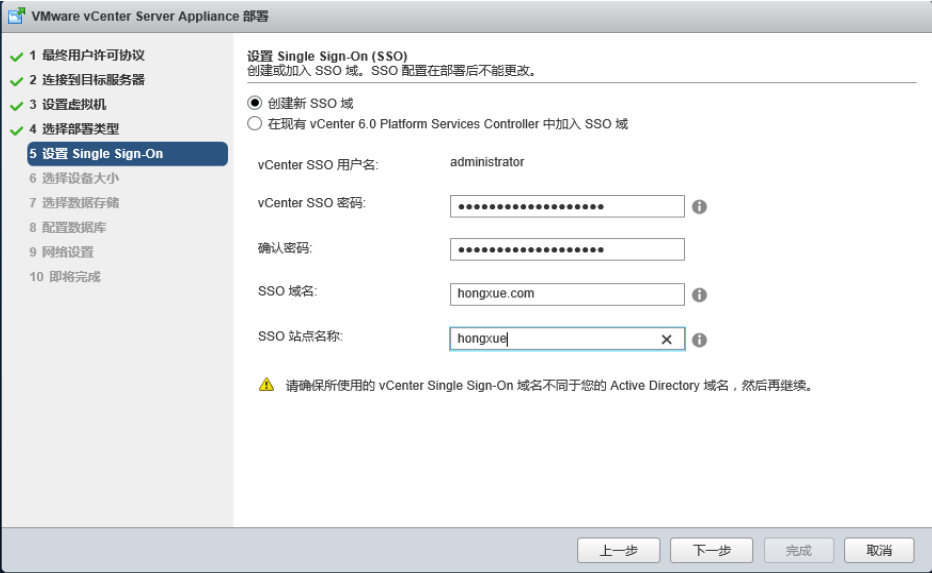 VMware vCenter Server Appliance 部署
1 最终用户许可协议
2 连接到目标服务器
3 设置虚拟机
4 选择部署类型
5 设置 Single Sign-On
6 选择设备大小
7 选择数据存储
8 配置数据库
9 网络设置
10 即将完成
设置 Single Sign-On (SSO)
创建或加入 SSO 域。SSO 配置在部署后不能更改。
创建新 SSO 域
在现有 vCenter 6.0 Platform Services Controller 中加入 SSO 域
vCenter SSO 用户名: administrator
vCenter SSO 密码: ●●●●●●●●●●●●●●●●●●●
确认密码: ●●●●●●●●●●●●●●●●●●●
SSO 域名: hongxue.com
SSO 站点名称: hongxue
请确保所使用的 vCenter Single Sign-On 域名不同于您的 Active Directory 域名，然后再继续。
上一步 下一步 完成 取消